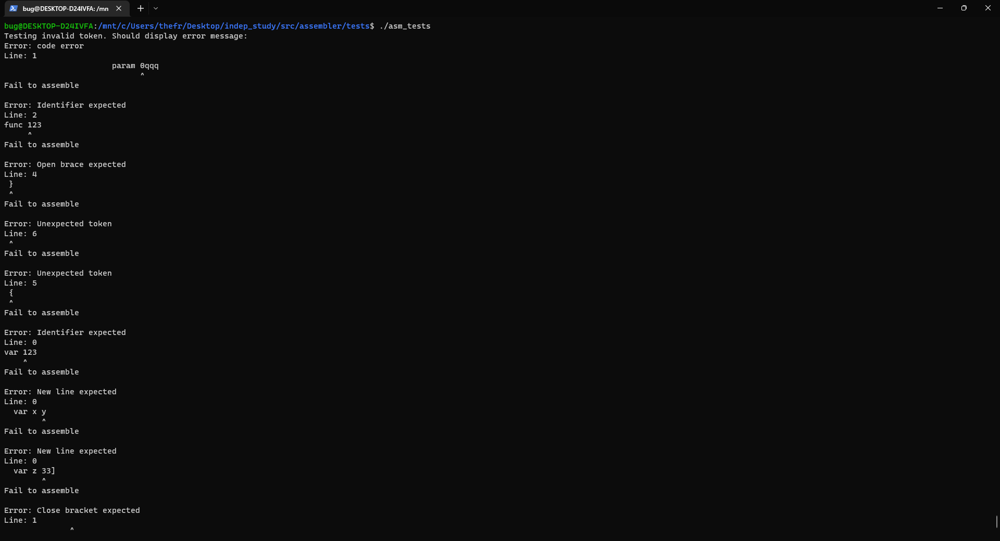 bug@DESKTOP-D24IVFA: /mn
bug@DESKTOP-D24IVFA:/mnt/c/Users/thefr/Desktop/indep_study/src/assembler/tests$ ./asm_tests
Testing invalid token. Should display error message:
Error: code error
Line: 1
                       param 0qqq
                             ^
Fail to assemble

Error: Identifier expected
Line: 2
func 123
     ^
Fail to assemble

Error: Open brace expected
Line: 4
 }
 ^
Fail to assemble

Error: Unexpected token
Line: 6
 ^
Fail to assemble

Error: Unexpected token
Line: 5
 {
 ^
Fail to assemble

Error: Identifier expected
Line: 0
var 123
    ^
Fail to assemble

Error: New line expected
Line: 0
  var x y
        ^
Fail to assemble

Error: New line expected
Line: 0
  var z 33]
        ^
Fail to assemble

Error: Close bracket expected
Line: 1
              ^